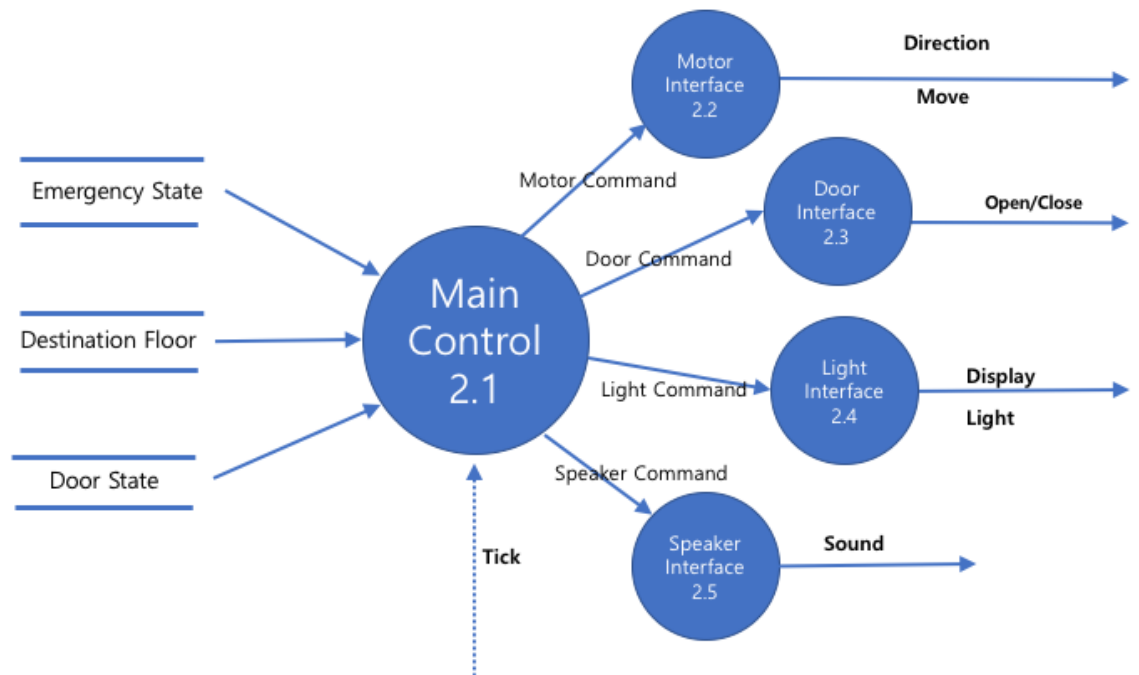 Emergency State
Destination Floor
Door State
Main
Control
2.1
Tick
Motor Command
Door Command
Light Command
Speaker Command
Motor
Interface
2.2
Direction
Move
Door
Interface
2.3
Open/Close
Light
Interface
2.4
Display
Light
Speaker
Interface
2.5
Sound